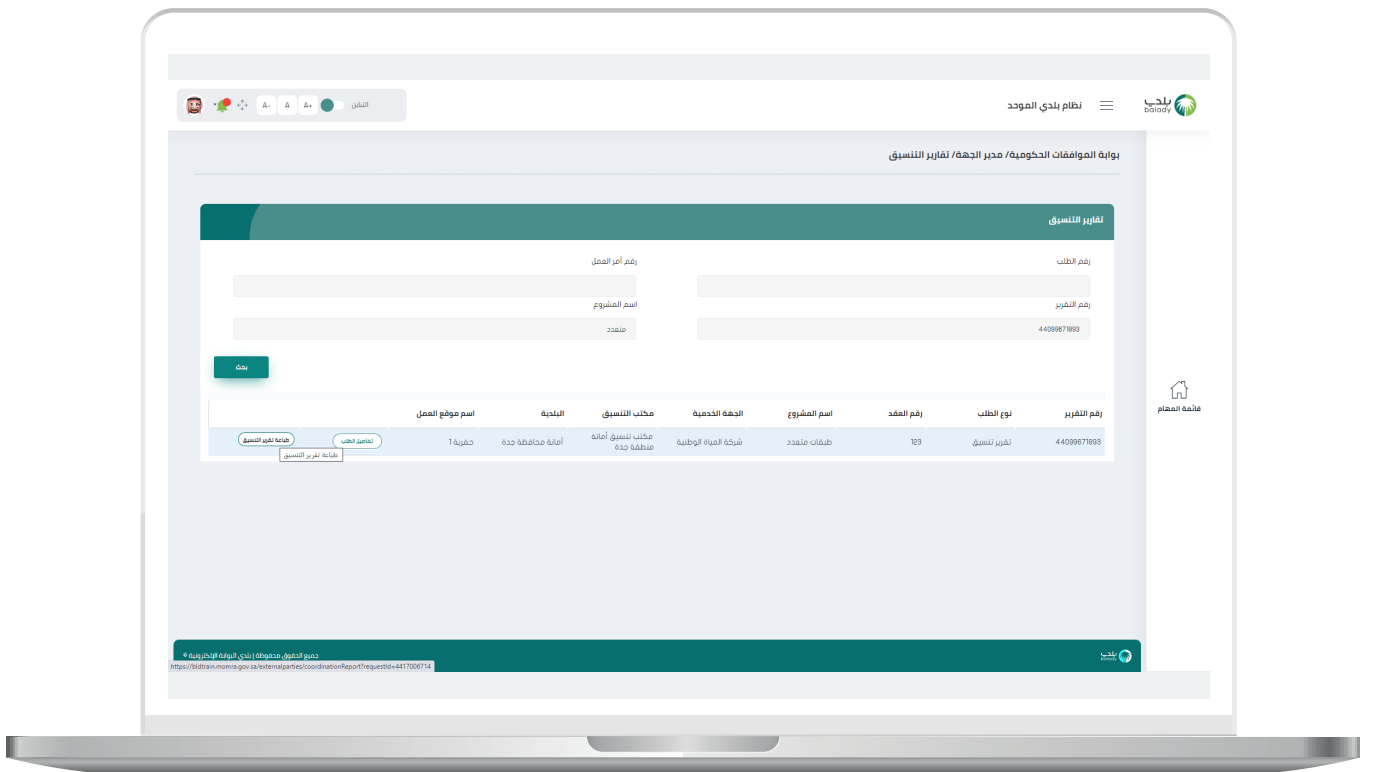 بلدي
balady
نظام بلدي الموحد
التباين
A+
A
A-
بوابة الموافقات الحكومية/ مدير الجهة/ تقارير التنسيق
تقارير التنسيق
رقم الطلب
رقم أمر العمل
رقم التقرير
اسم المشروع
44099671893
متعدد
بحث
رقم التقرير نوع الطلب رقم العقد اسم المشروع الجهة الخدمية مكتب التنسيق البلدية اسم موقع العمل
44099671893 تقرير تنسيق 123 طبقات متعدد شركة المياة الوطنية مكتب تنسيق أمانة منطقة جدة أمانة محافظة جدة حفرية 1 تفاصيل الطلب طباعة تقرير التنسيق
طباعة تقرير التنسيق
قائمة المهام
بلدي
balady
جميع الحقوق محفوظة | بلدي البوابة الإلكترونية ©
https://bldtrain.momra.gov.sa/externalparties/coordinationReport?requestId=4417006714